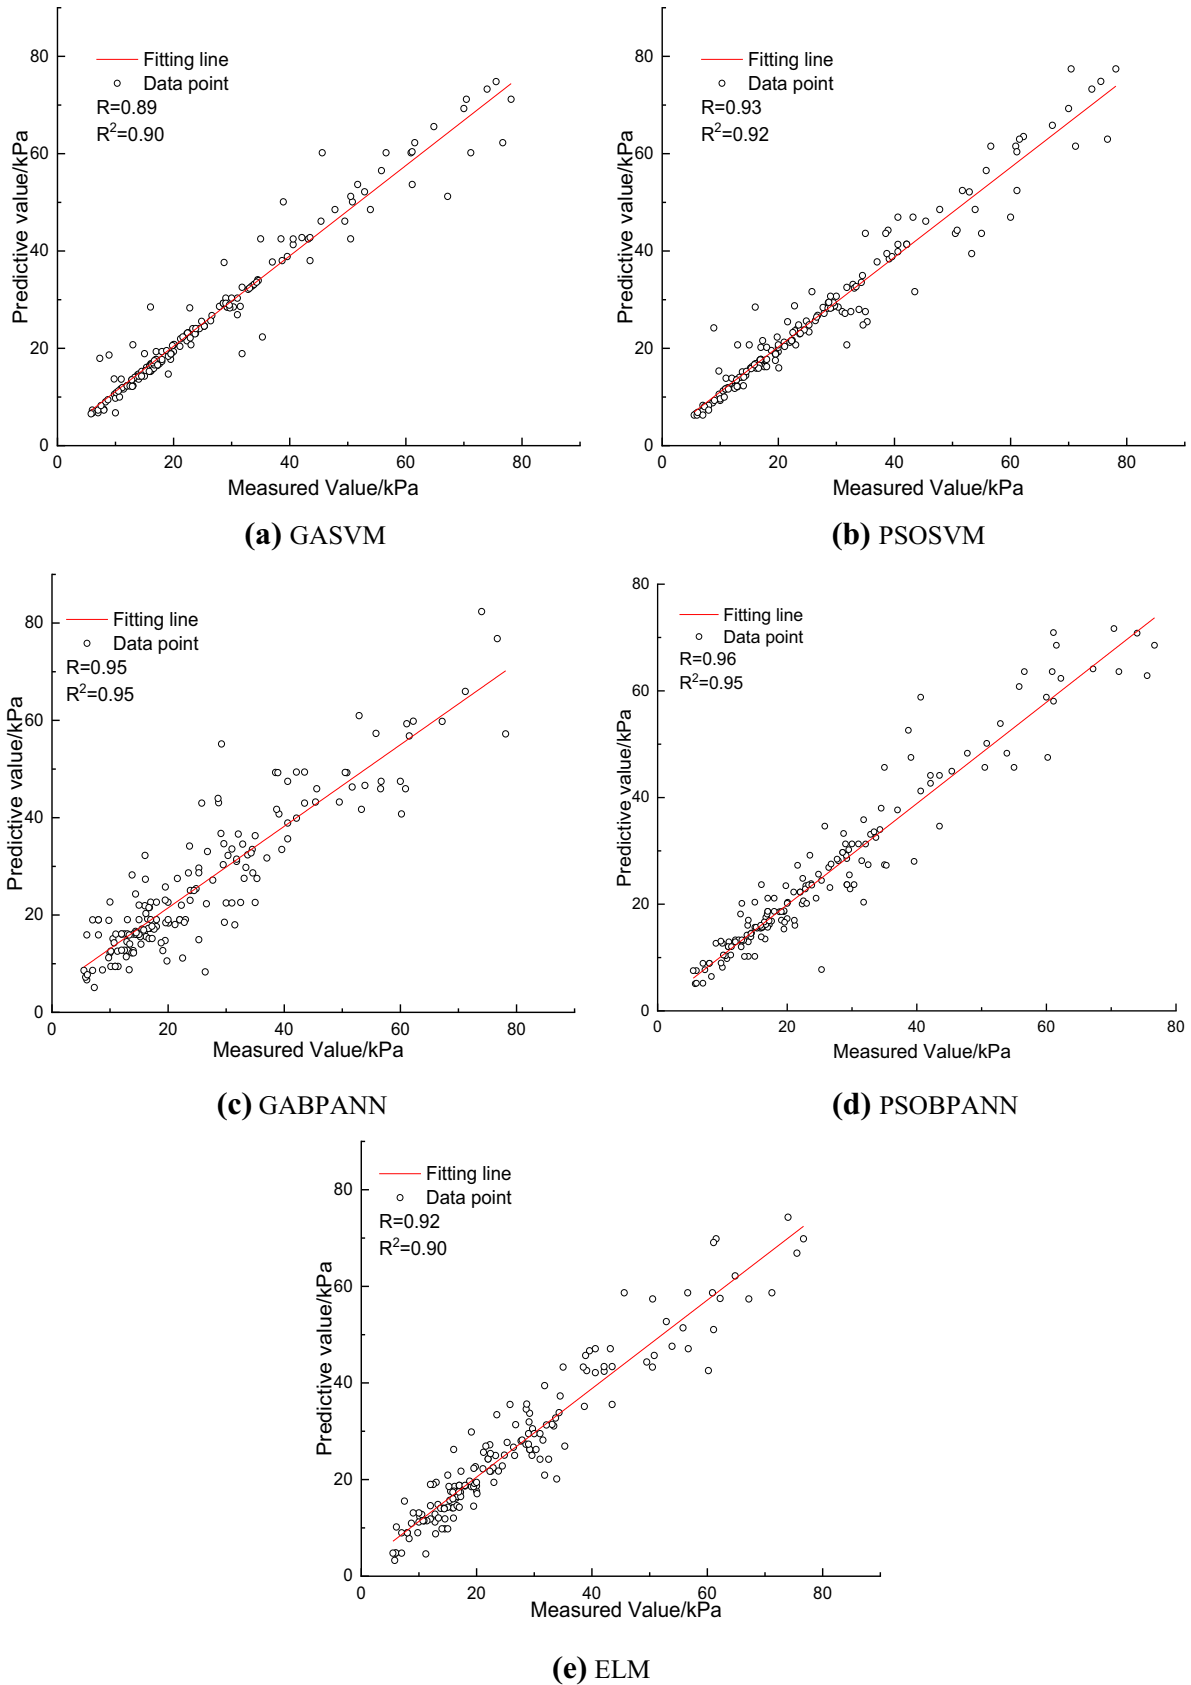 80
60
40
20
0
Predictive value/kPa
Fitting line
Data point
R=0.89
R²=0.90
0 20 40 60 80
Measured Value/kPa
(a) GASVM
80
60
40
20
0
Predictive value/kPa
Fitting line
Data point
R=0.93
R²=0.92
0 20 40 60 80
Measured Value/kPa
(b) PSOSVM
80
60
40
20
0
Predictive value/kPa
Fitting line
Data point
R=0.95
R²=0.95
0 20 40 60 80
Measured Value/kPa
(c) GABPANN
80
60
40
20
0
Predictive value/kPa
Fitting line
Data point
R=0.96
R²=0.95
0 20 40 60 80
Measured Value/kPa
(d) PSOBPANN
80
60
40
20
0
Predictive value/kPa
Fitting line
Data point
R=0.92
R²=0.90
0 20 40 60 80
Measured Value/kPa
(e) ELM